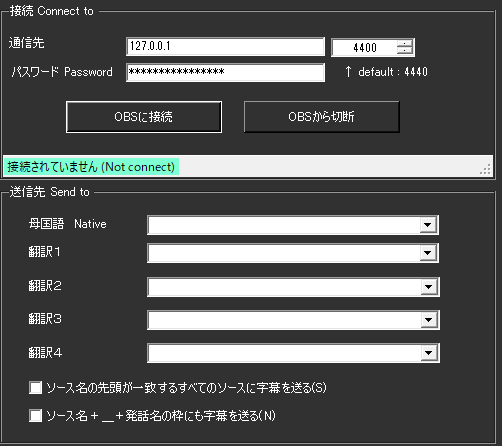 接続 Connect to
通信先 127.0.0.1 4400
パスワード Password **************** ↑ default : 4440
OBSに接続 OBSから切断
接続されていません (Not connect)
送信先 Send to
母国語 Native
翻訳1
翻訳2
翻訳3
翻訳4
ソース名の先頭が一致するすべてのソースに字幕を送る(S)
ソース名+__+発話名の枠にも字幕を送る(N)